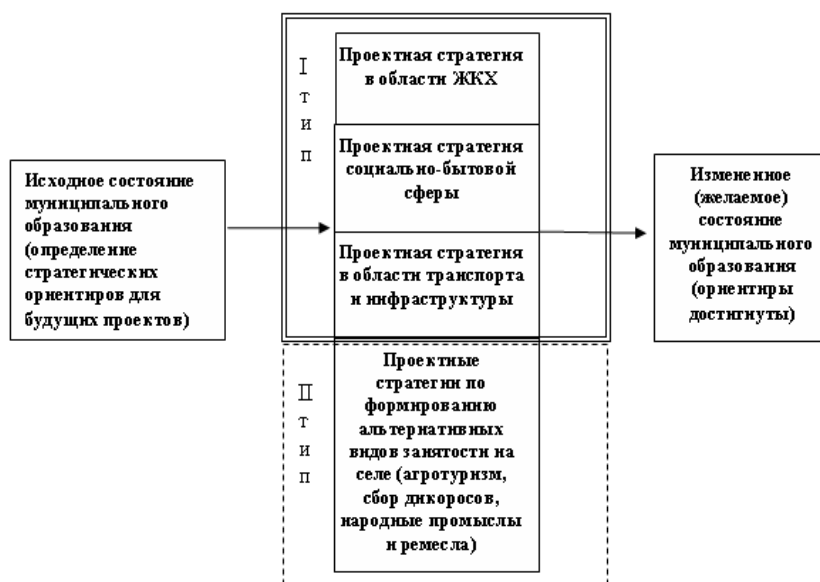 Исходное состояние
муниципального
образования
(определение
стратегических
ориентиров для
будущих проектов)
I
т
и
п
Проектная стратегия
в области ЖКХ
Проектная стратегия
социально-бытовой
сферы
Проектная стратегия
в области транспорта
и инфраструктуры
II
т
и
п
Проектные
стратегии по
формированию
альтернативных
видов занятости на
селе (агротуризм,
сбор дикоросов,
народные промыслы
и ремесла)
Измененное
(желаемое)
состояние
муниципального
образования
(ориентиры
достигнуты)